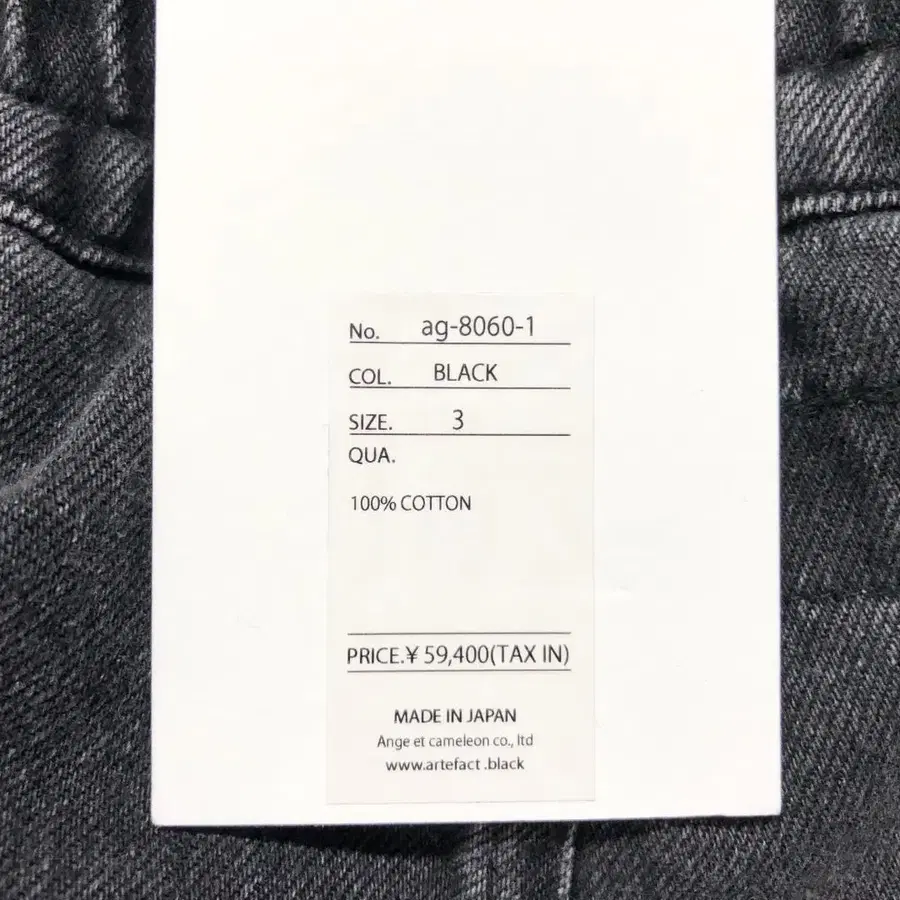 No. ag-8060-1
COL. BLACK
SIZE. 3
QUA.
100% COTTON
PRICE.¥ 59,400(TAX IN)
MADE IN JAPAN
Ange et cameleon co., ltd
www.artefact .black